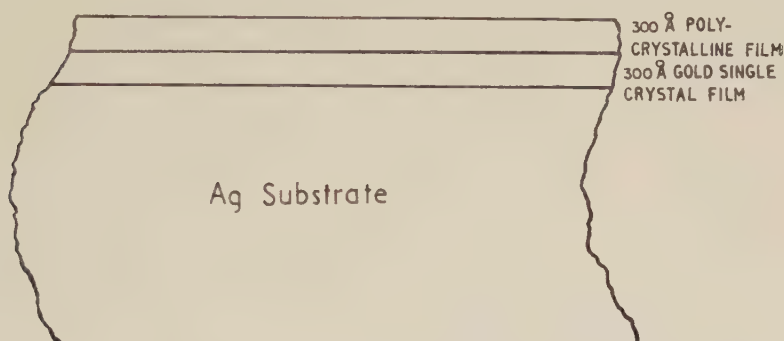 300 Å POLY-
CRYSTALLINE FILM
300 Å GOLD SINGLE
CRYSTAL FILM
Ag Substrate